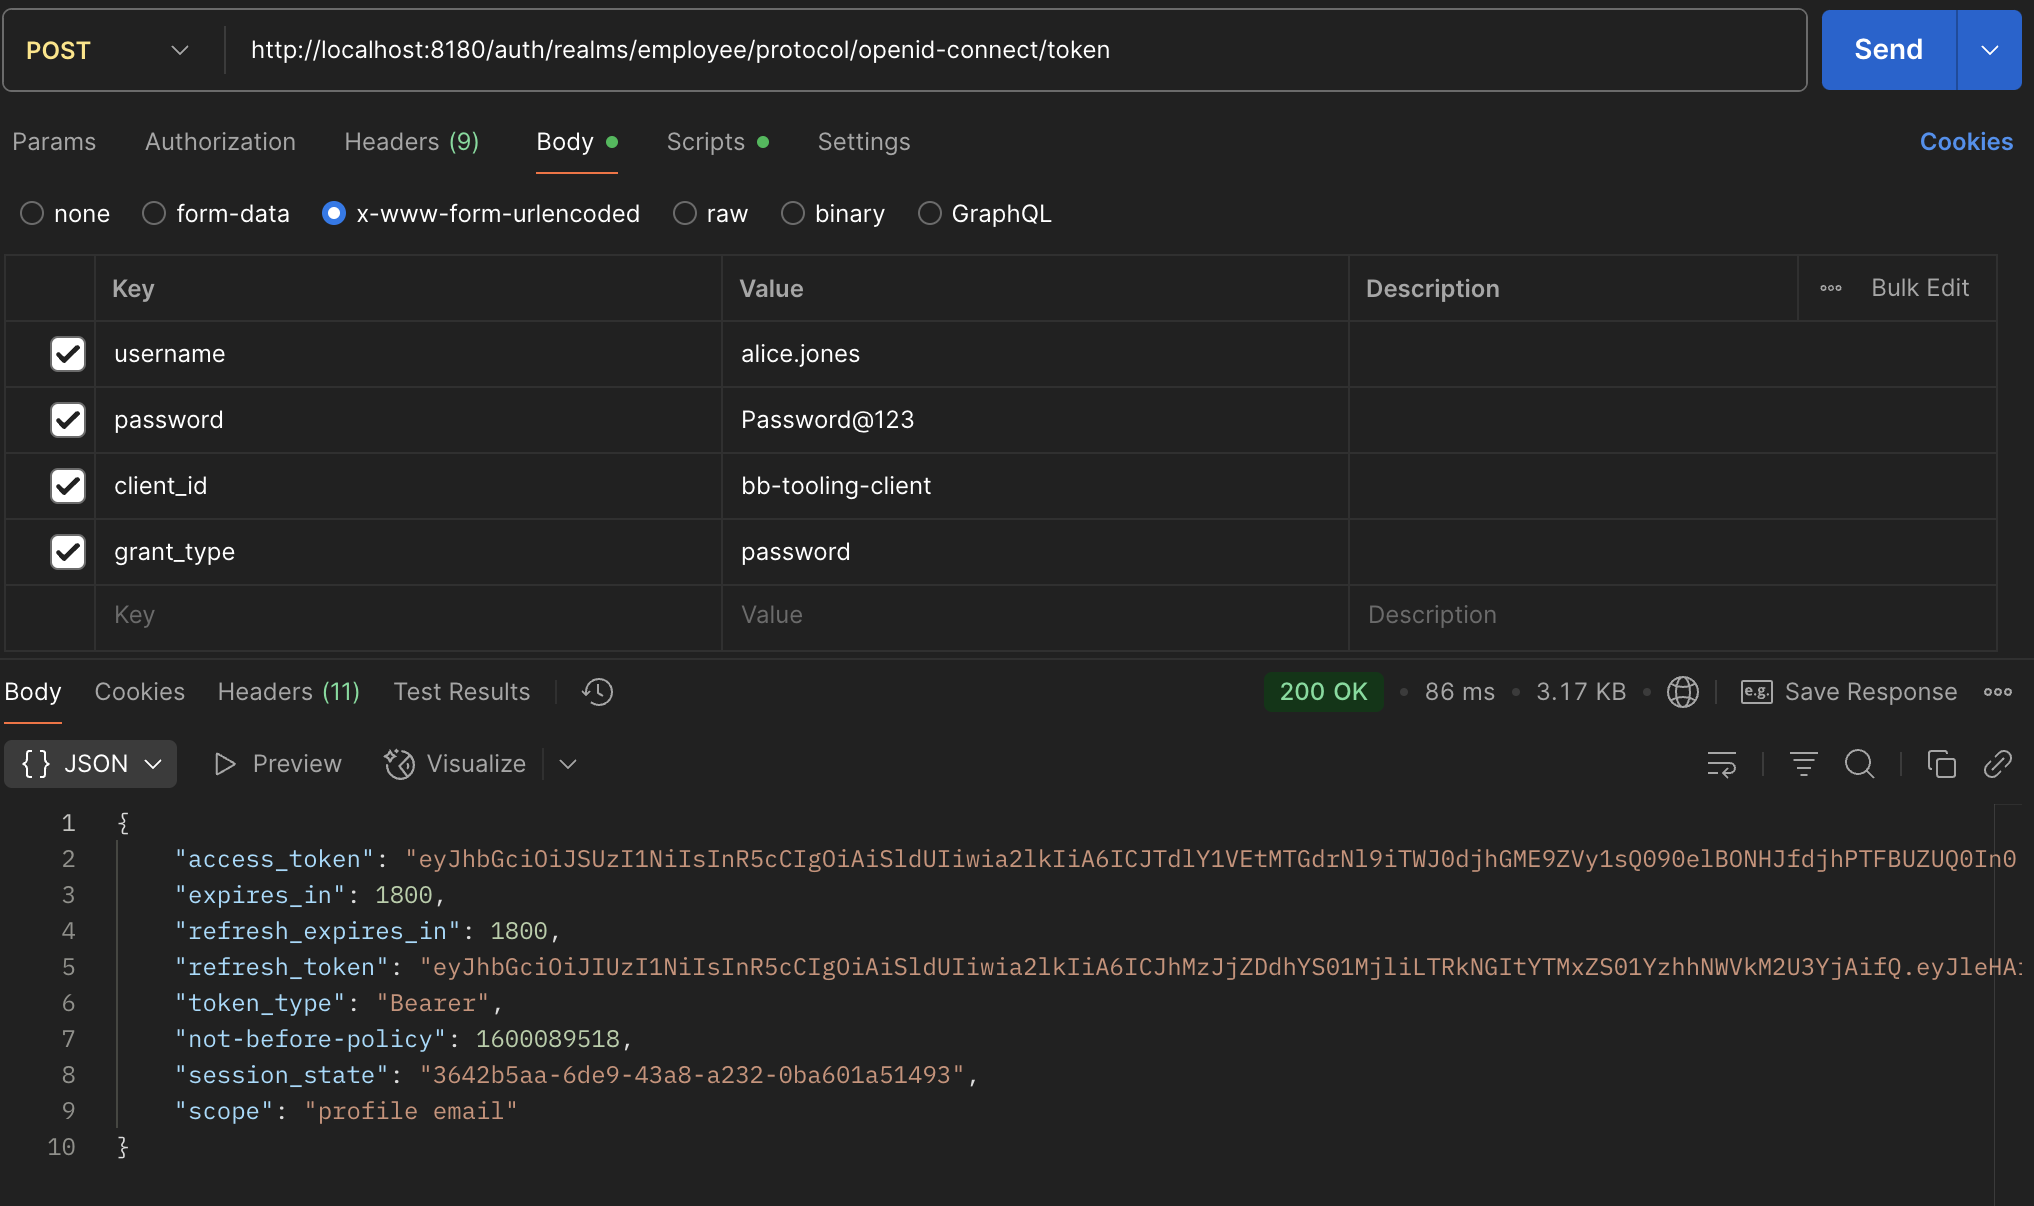 POST http://localhost:8180/auth/realms/employee/protocol/openid-connect/token Send
Params Authorization Headers (9) Body Scripts Settings Cookies
none form-data x-www-form-urlencoded raw binary GraphQL
Key Value Description Bulk Edit
username alice.jones
password Password@123
client_id bb-tooling-client
grant_type password
Key Value Description
Body Cookies Headers (11) Test Results 200 OK 86 ms 3.17 KB e.g. Save Response
{} JSON Preview Visualize
1 {
2 "access_token": "eyJhbGciOiJSUzI1NiIsInR5cCIgOiAiSldUIiwia2lkIiA6ICJTdlY1VEtMTGdrNl9iTWJ0djhGME9ZVy1sQ090elBONHJfdjhPTFBUZUQ0In0
3 "expires_in": 1800,
4 "refresh_expires_in": 1800,
5 "refresh_token": "eyJhbGciOiJIUzI1NiIsInR5cCIgOiAiSldUIiwia2lkIiA6ICJhMzJjZDdhYS01MjliLTRkNGItYTMxZS01YzhhNWVkM2U3YjAifQ.eyJleHAi
6 "token_type": "Bearer",
7 "not-before-policy": 1600089518,
8 "session_state": "3642b5aa-6de9-43a8-a232-0ba601a51493",
9 "scope": "profile email"
10 }